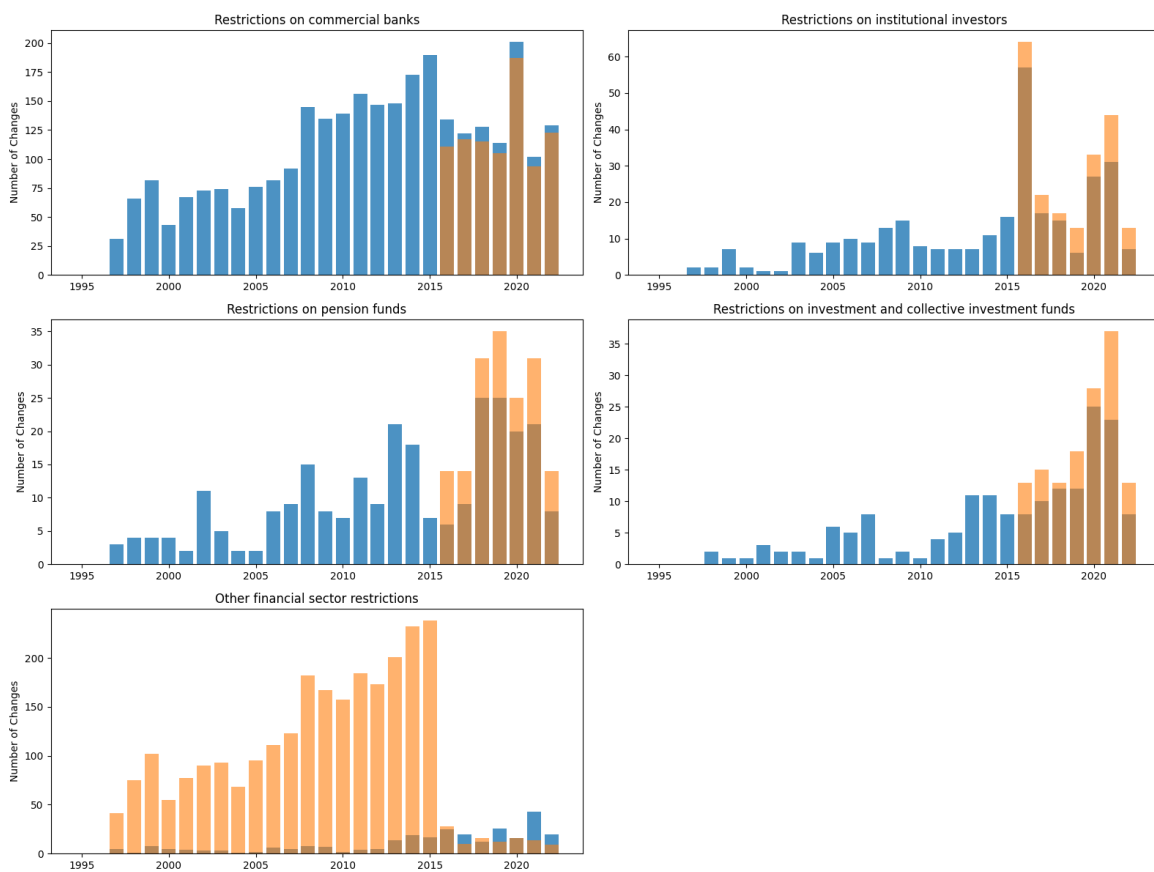 Restrictions on commercial banks
Number of Changes
200
175
150
125
100
75
50
25
0
1995 2000 2005 2010 2015 2020
Restrictions on institutional investors
Number of Changes
60
50
40
30
20
10
0
1995 2000 2005 2010 2015 2020
Restrictions on pension funds
Number of Changes
35
30
25
20
15
10
5
0
1995 2000 2005 2010 2015 2020
Restrictions on investment and collective investment funds
Number of Changes
35
30
25
20
15
10
5
0
1995 2000 2005 2010 2015 2020
Other financial sector restrictions
Number of Changes
200
150
100
50
0
1995 2000 2005 2010 2015 2020